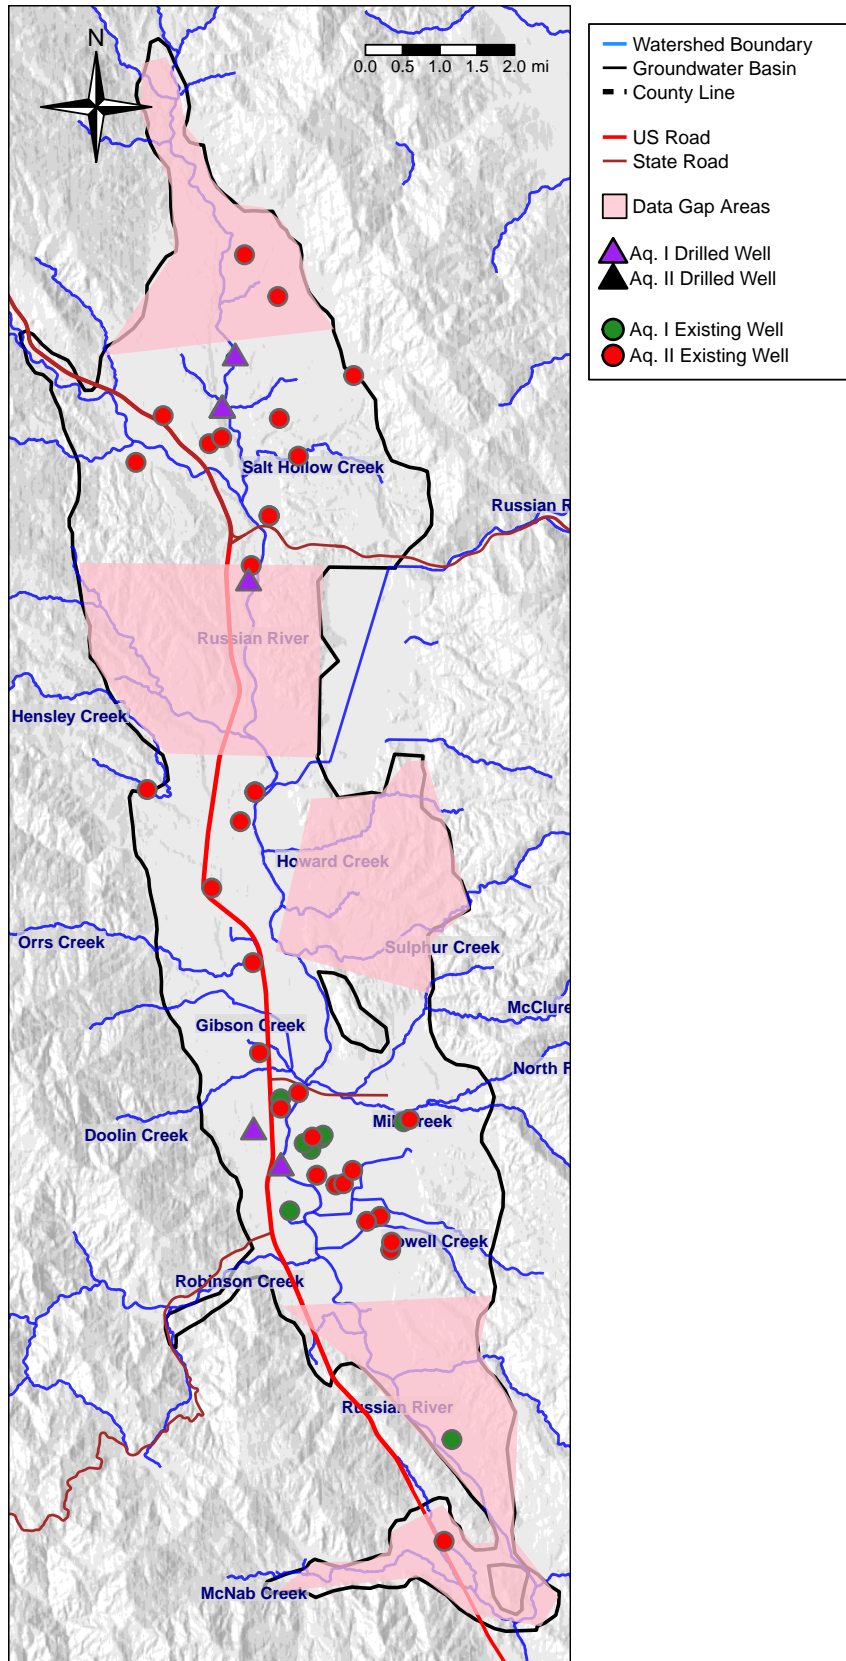 N
0.0 0.5 1.0 1.5 2.0 mi
Watershed Boundary
Groundwater Basin
County Line
US Road
State Road
Data Gap Areas
Aq. I Drilled Well
Aq. II Drilled Well
Aq. I Existing Well
Aq. II Existing Well
Salt Hollow Creek
Russian R
Russian River
Hensley Creek
Howard Creek
Orrs Creek
Sulphur Creek
McClure
Gibson Creek
North F
Doolin Creek
Mill Creek
owell Creek
Robinson Creek
Russian River
McNab Creek